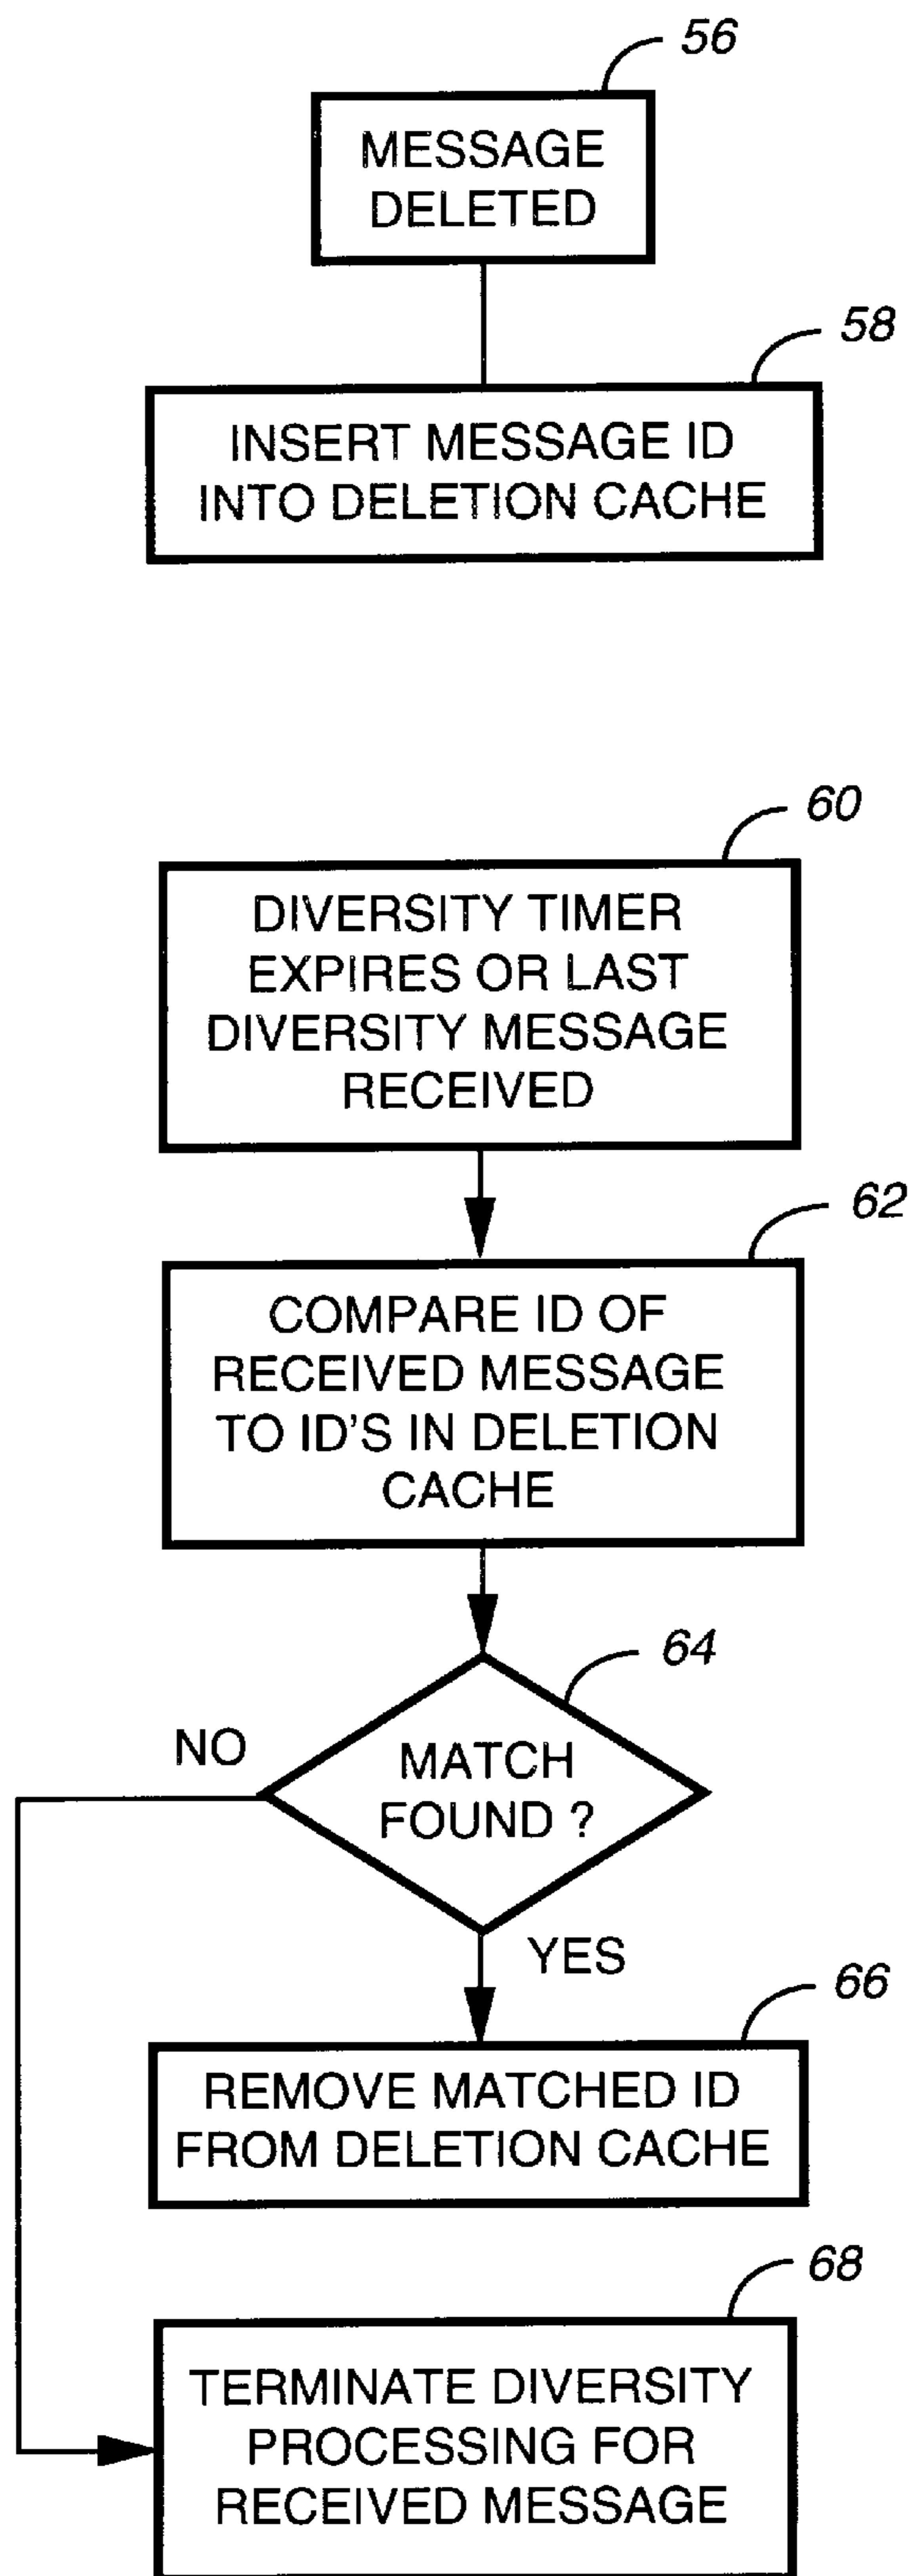 56
MESSAGE
DELETED
58
INSERT MESSAGE ID
INTO DELETION CACHE
60
DIVERSITY TIMER
EXPIRES OR LAST
DIVERSITY MESSAGE
RECEIVED
62
COMPARE ID OF
RECEIVED MESSAGE
TO ID'S IN DELETION
CACHE
64
NO
MATCH
FOUND ?
YES
66
REMOVE MATCHED ID
FROM DELETION CACHE
68
TERMINATE DIVERSITY
PROCESSING FOR
RECEIVED MESSAGE